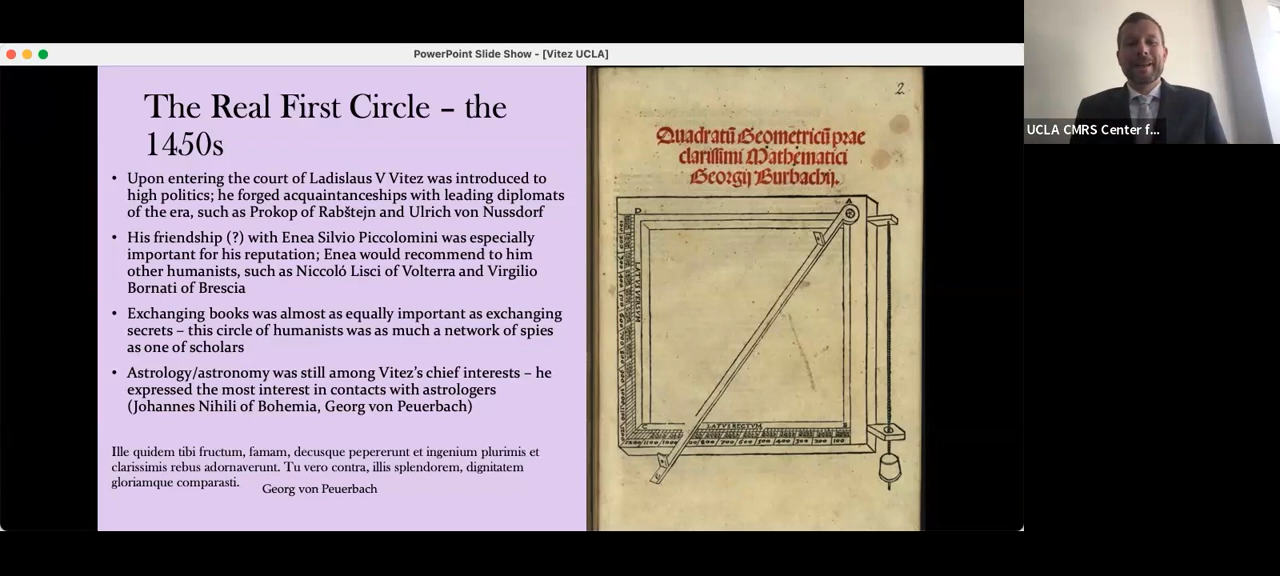 PowerPoint Slide Show - [Vitez UCLA]
The Real First Circle – the
1450s
• Upon entering the court of Ladislaus V Vitez was introduced to
high politics; he forged acquaintanceships with leading diplomats
of the era, such as Prokop of Rabštejn and Ulrich von Nussdorf
• His friendship (?) with Enea Silvio Piccolomini was especially
important for his reputation; Enea would recommend to him
other humanists, such as Niccoló Lisci of Volterra and Virgilio
Bornati of Brescia
• Exchanging books was almost as equally important as exchanging
secrets – this circle of humanists was as much a network of spies
as one of scholars
• Astrology/astronomy was still among Vitez's chief interests – he
expressed the most interest in contacts with astrologers
(Johannes Nihili of Bohemia, Georg von Peuerbach)
Ille quidem tibi fructum, famam, decusque pepererunt et ingenium plurimis et
clarissimis rebus adornaverunt. Tu vero contra, illis splendorem, dignitatem
gloriamque comparasti.
Georg von Peuerbach
2
Quadratū Geometricū prae
clarissimi Mathematici
Georgij Burbachij.
UCLA CMRS Center f...